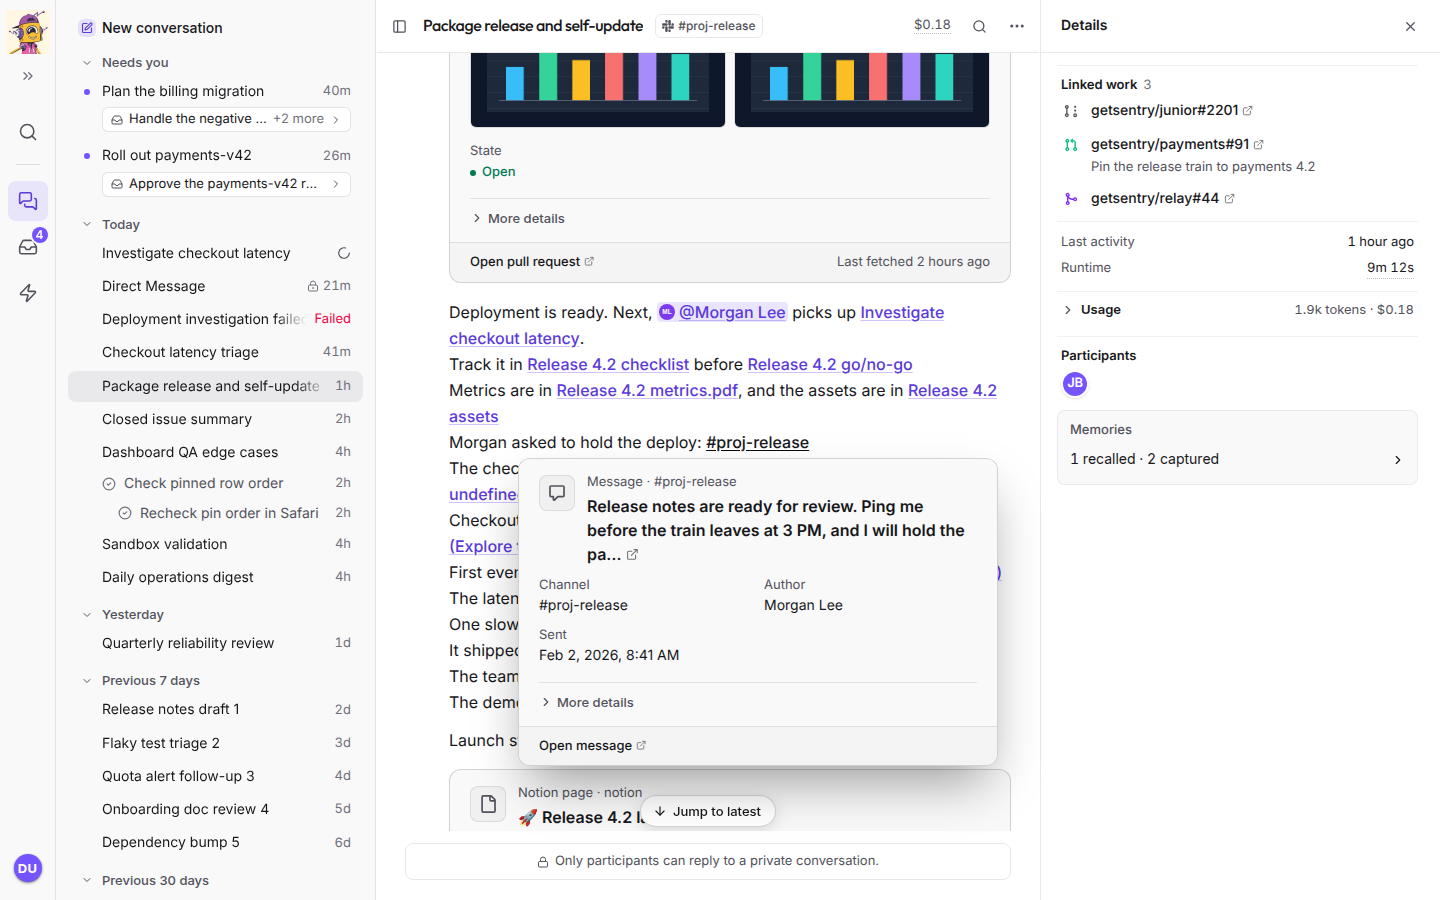 New conversation
Needs you
Plan the billing migration 40m
Handle the negative ... +2 more
Roll out payments-v42 26m
Approve the payments-v42 r...
Today
Investigate checkout latency
Direct Message 21m
Deployment investigation failed Failed
Checkout latency triage 41m
Package release and self-update 1h
Closed issue summary 2h
Dashboard QA edge cases 4h
Check pinned row order 2h
Recheck pin order in Safari 2h
Sandbox validation 4h
Daily operations digest 4h
Yesterday
Quarterly reliability review 1d
Previous 7 days
Release notes draft 1 2d
Flaky test triage 2 3d
Quota alert follow-up 3 4d
Onboarding doc review 4 5d
Dependency bump 5 6d
Previous 30 days
4
DU
Package release and self-update #proj-release $0.18
State
Open
More details
Open pull request Last fetched 2 hours ago
Deployment is ready. Next, ML @Morgan Lee picks up Investigate
checkout latency.
Track it in Release 4.2 checklist before Release 4.2 go/no-go
Metrics are in Release 4.2 metrics.pdf, and the assets are in Release 4.2
assets
Morgan asked to hold the deploy: #proj-release
The chec
undefine
Checkout
(Explore
First even )
The laten
One slow
It shipped
The team
The demo
Launch s
Message · #proj-release
Release notes are ready for review. Ping me
before the train leaves at 3 PM, and I will hold the
pa...
Channel Author
#proj-release Morgan Lee
Sent
Feb 2, 2026, 8:41 AM
More details
Open message
Notion page · notion
🚀 Release 4.2 l
Jump to latest
Only participants can reply to a private conversation.
Details
Linked work 3
getsentry/junior#2201
getsentry/payments#91
Pin the release train to payments 4.2
getsentry/relay#44
Last activity 1 hour ago
Runtime 9m 12s
Usage 1.9k tokens · $0.18
Participants
JB
Memories
1 recalled · 2 captured